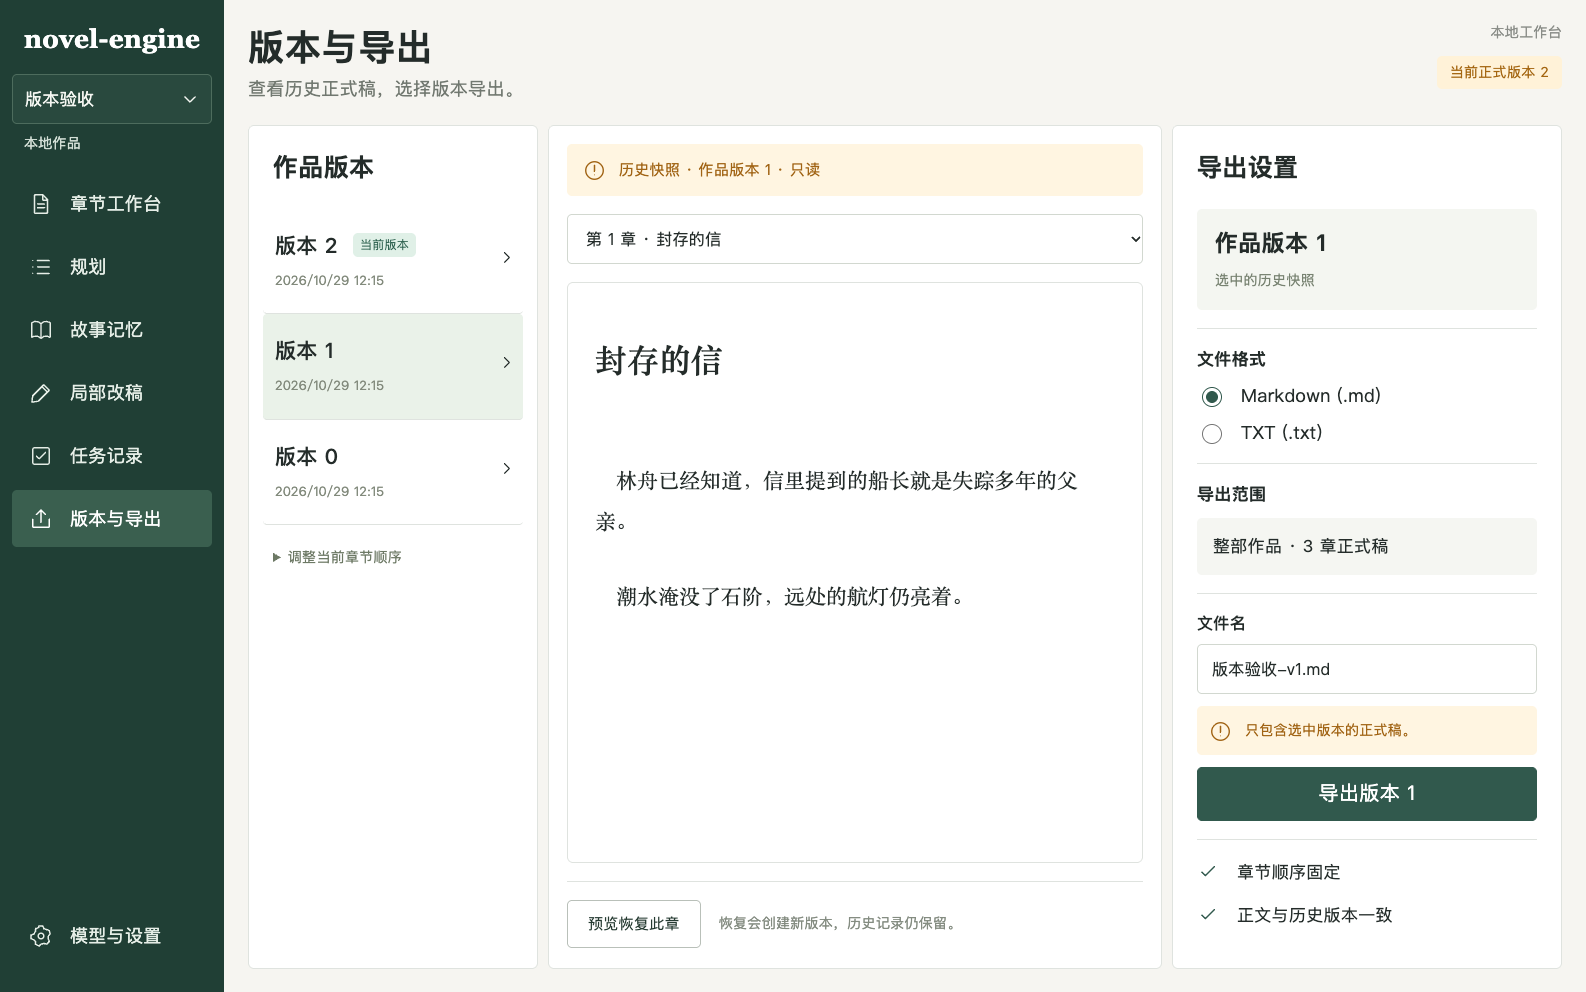 novel-engine
版本验收
本地作品
章节工作台
规划
故事记忆
局部改稿
任务记录
版本与导出
模型与设置
版本与导出
查看历史正式稿，选择版本导出。
本地工作台
当前正式版本 2
作品版本
版本 2 当前版本
2026/10/29 12:15
版本 1
2026/10/29 12:15
版本 0
2026/10/29 12:15
调整当前章节顺序
历史快照 · 作品版本 1 · 只读
第 1 章 · 封存的信
封存的信
林舟已经知道，信里提到的船长就是失踪多年的父
亲。
潮水淹没了石阶，远处的航灯仍亮着。
预览恢复此章
恢复会创建新版本，历史记录仍保留。
导出设置
作品版本 1
选中的历史快照
文件格式
Markdown (.md)
TXT (.txt)
导出范围
整部作品 · 3 章正式稿
文件名
版本验收-v1.md
只包含选中版本的正式稿。
导出版本 1
章节顺序固定
正文与历史版本一致